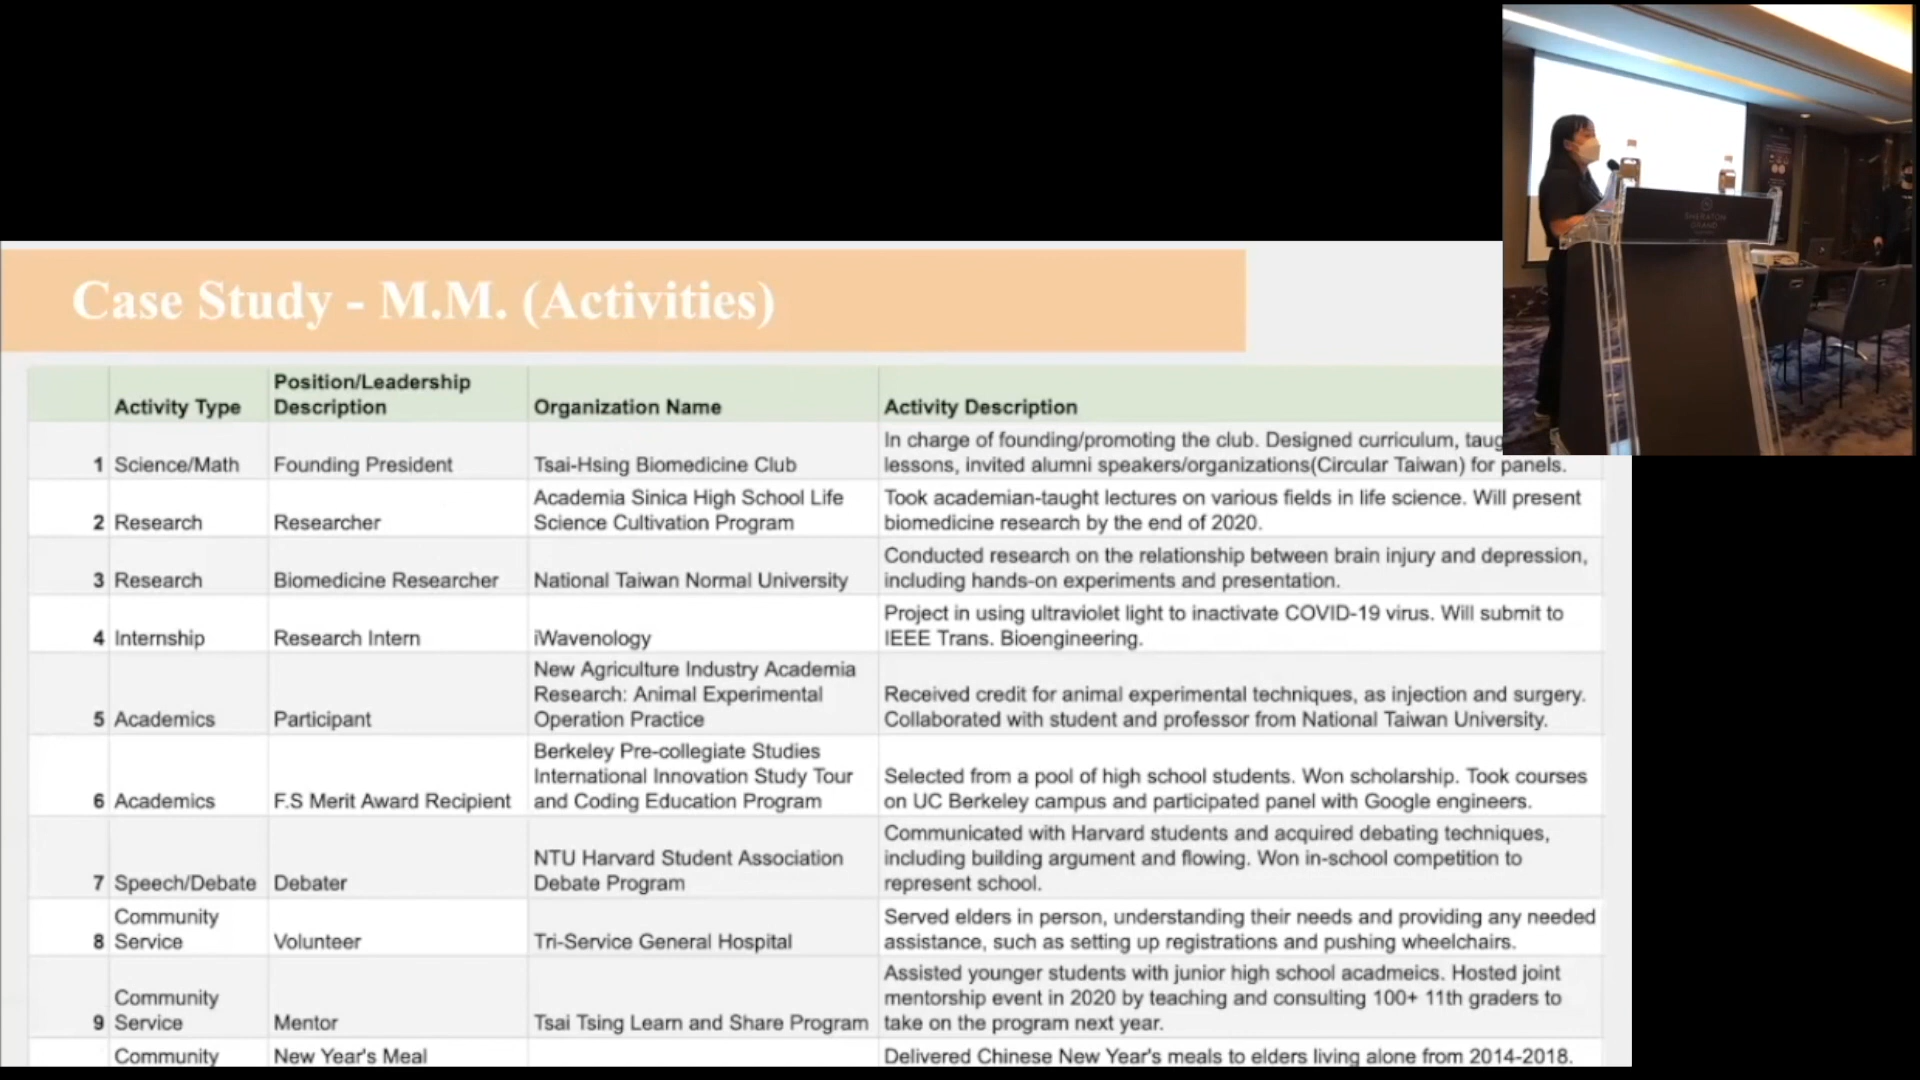 Case Study - M.M. (Activities)
Activity Type
Position/Leadership
Description
Organization Name
Activity Description
1 Science/Math
Founding President
Tsai-Hsing Biomedicine Club
In charge of founding/promoting the club. Designed curriculum,
lessons, invited alumni speakers/organizations(Circular Taiwan) for panels.
2 Research
Researcher
Academia Sinica High School Life
Science Cultivation Program
Took academian-taught lectures on various fields in life science. Will present
biomedicine research by the end of 2020.
3 Research
Biomedicine Researcher
National Taiwan Normal University
Conducted research on the relationship between brain injury and depression,
including hands-on experiments and presentation.
4 Internship
Research Intern
iWavenology
Project in using ultraviolet light to inactivate COVID-19 virus. Will submit to
IEEE Trans. Bioengineering.
5 Academics
Participant
New Agriculture Industry Academia
Research: Animal Experimental
Operation Practice
Received credit for animal experimental techniques, as injection and surgery.
Collaborated with student and professor from National Taiwan University.
6 Academics
F.S Merit Award Recipient
Berkeley Pre-collegiate Studies
International Innovation Study Tour
and Coding Education Program
Selected from a pool of high school students. Won scholarship. Took courses
on UC Berkeley campus and participated panel with Google engineers.
7 Speech/Debate
Debater
NTU Harvard Student Association
Debate Program
Communicated with Harvard students and acquired debating techniques,
including building argument and flowing. Won in-school competition to
represent school.
8 Community
Service
Volunteer
Tri-Service General Hospital
Served elders in person, understanding their needs and providing any needed
assistance, such as setting up registrations and pushing wheelchairs.
9 Community
Service
Mentor
Tsai Tsing Learn and Share Program
Assisted younger students with junior high school acadmeics. Hosted joint
mentorship event in 2020 by teaching and consulting 100+ 11th graders to
take on the program next year.
Community
New Year's Meal
Delivered Chinese New Year's meals to elders living alone from 2014-2018.
SHERATON
GRAND